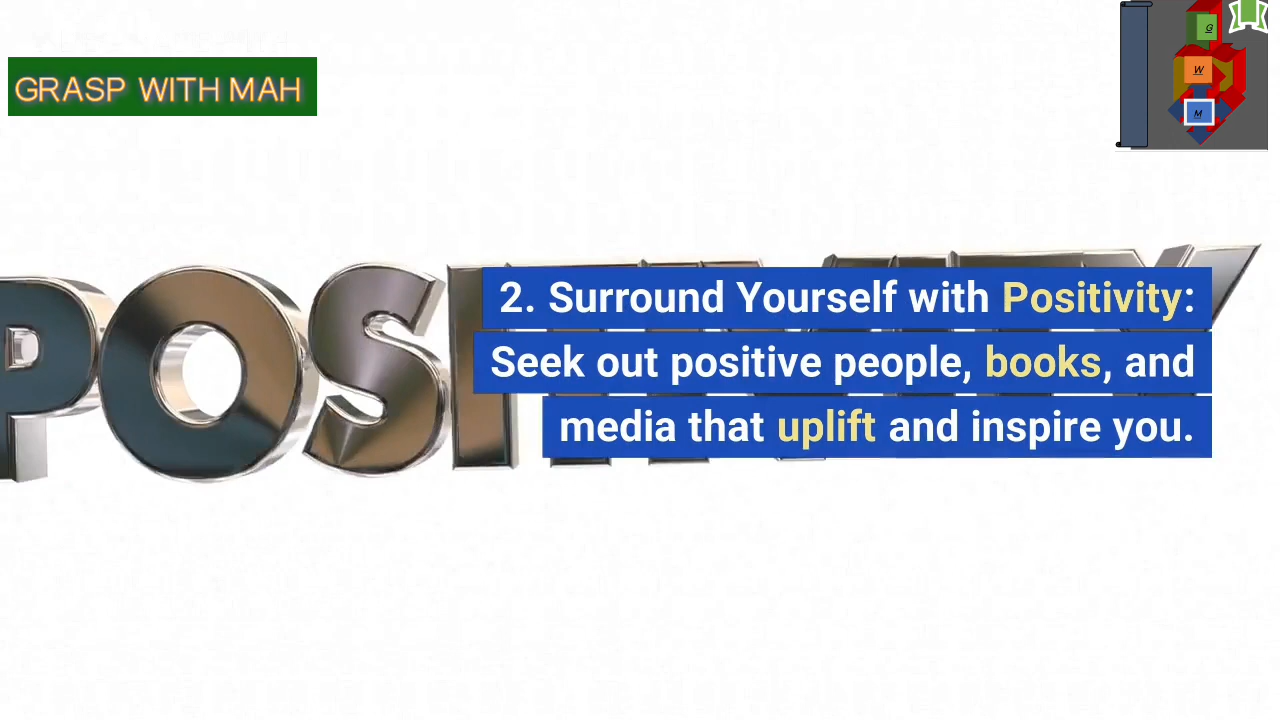 GRASP WITH MAH
G
W
M
POSITIVITY
2. Surround Yourself with Positivity:
Seek out positive people, books, and
media that uplift and inspire you.